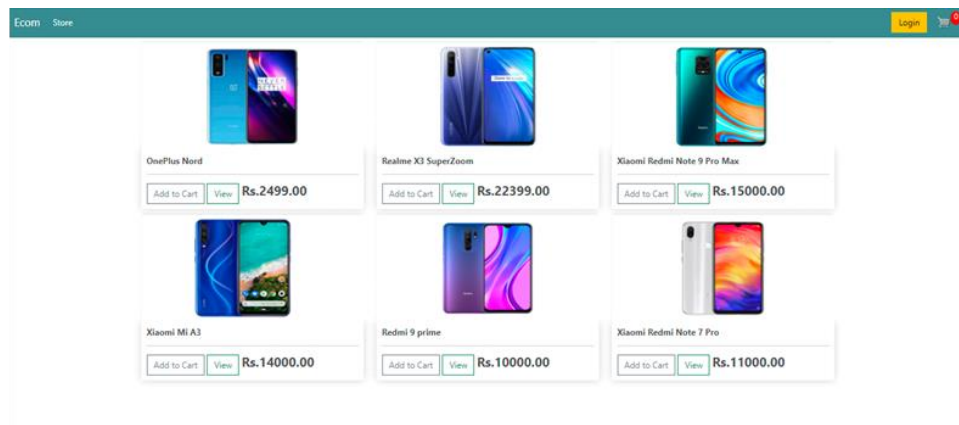 Ecom Store Login 0
OnePlus Nord Realme X3 SuperZoom Xiaomi Redmi Note 9 Pro Max
Add to Cart View Rs.2499.00 Add to Cart View Rs.22399.00 Add to Cart View Rs.15000.00
Xiaomi Mi A3 Redmi 9 prime Xiaomi Redmi Note 7 Pro
Add to Cart View Rs.14000.00 Add to Cart View Rs.10000.00 Add to Cart View Rs.11000.00